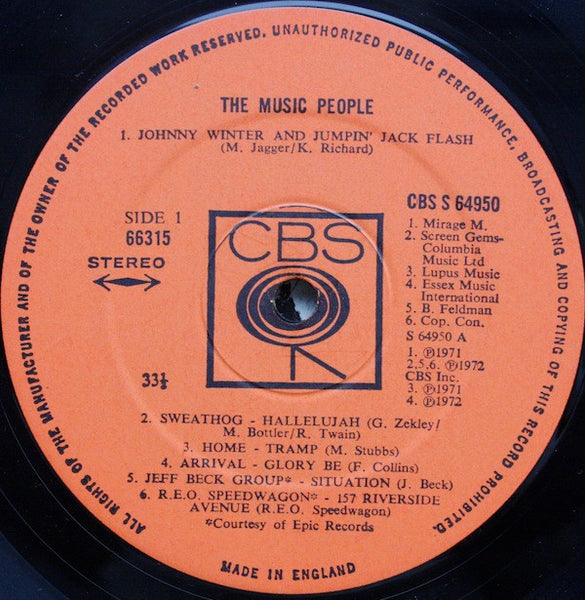 ALL RIGHTS OF THE MANUFACTURER AND OF THE OWNER OF THE RECORDED WORK RESERVED. UNAUTHORIZED PUBLIC PERFORMANCE, BROADCASTING AND COPYING OF THIS RECORD PROHIBITED.
THE MUSIC PEOPLE
1. JOHNNY WINTER AND JUMPIN' JACK FLASH
(M. Jagger/K. Richard)
SIDE 1
66315
STEREO
33⅓
CBS
CBS S 64950
1. Mirage M.
2. Screen Gems-
Columbia
Music Ltd
3. Lupus Music
4. Essex Music
International
5. B. Feldman
6. Cop. Con.
S 64950 A
1. ℗1971
2,5,6. ℗1972
CBS Inc.
3. ℗1971
4. ℗1972
2. SWEATHOG - HALLELUJAH (G. Zekley/
M. Bottler/R. Twain)
3. HOME - TRAMP (M. Stubbs)
4. ARRIVAL - GLORY BE (F. Collins)
5. JEFF BECK GROUP* - SITUATION (J. Beck)
6. R.E.O. SPEEDWAGON* - 157 RIVERSIDE
AVENUE (R.E.O. Speedwagon)
*Courtesy of Epic Records
MADE IN ENGLAND